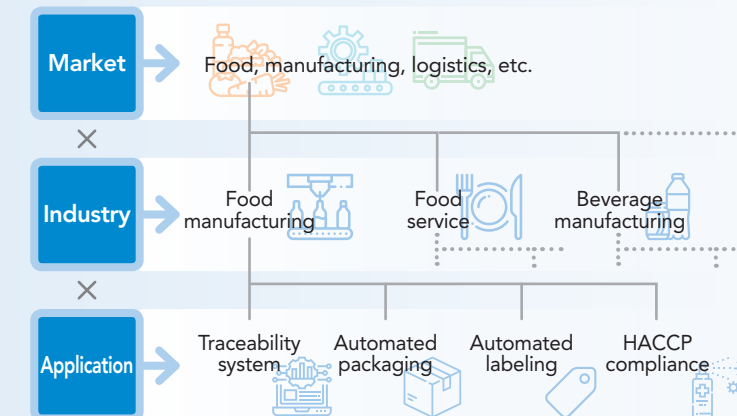 Market
Food, manufacturing, logistics, etc.
×
Industry
Food
manufacturing
Food
service
Beverage
manufacturing
×
Application
Traceability
system
Automated
packaging
Automated
labeling
HACCP
compliance